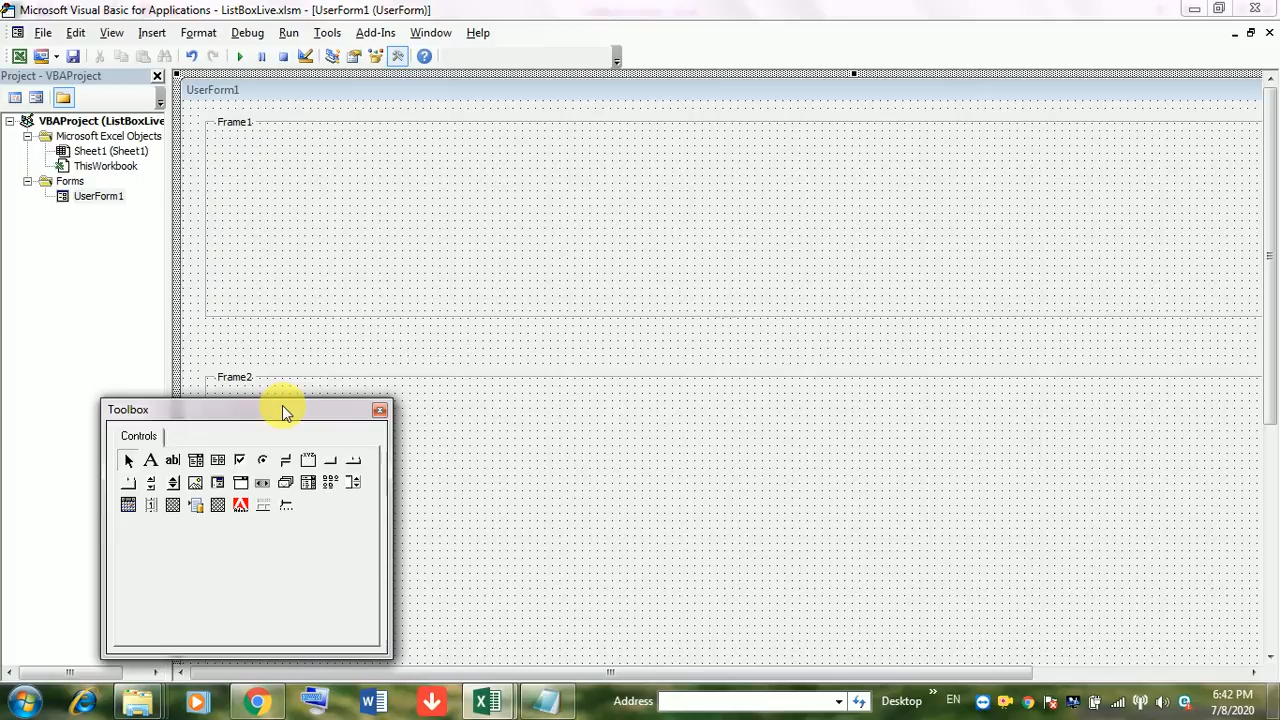 Microsoft Visual Basic for Applications - ListBoxLive.xlsm - [UserForm1 (UserForm)]
File Edit View Insert Format Debug Run Tools Add-Ins Window Help
Project - VBAProject
UserForm1
VBAProject (ListBoxLive
Microsoft Excel Objects
Sheet1 (Sheet1)
ThisWorkbook
Forms
UserForm1
Frame1
Frame2
Toolbox
Controls
A
ab
XYZ
Address
Desktop
EN
6:42 PM
7/8/2020